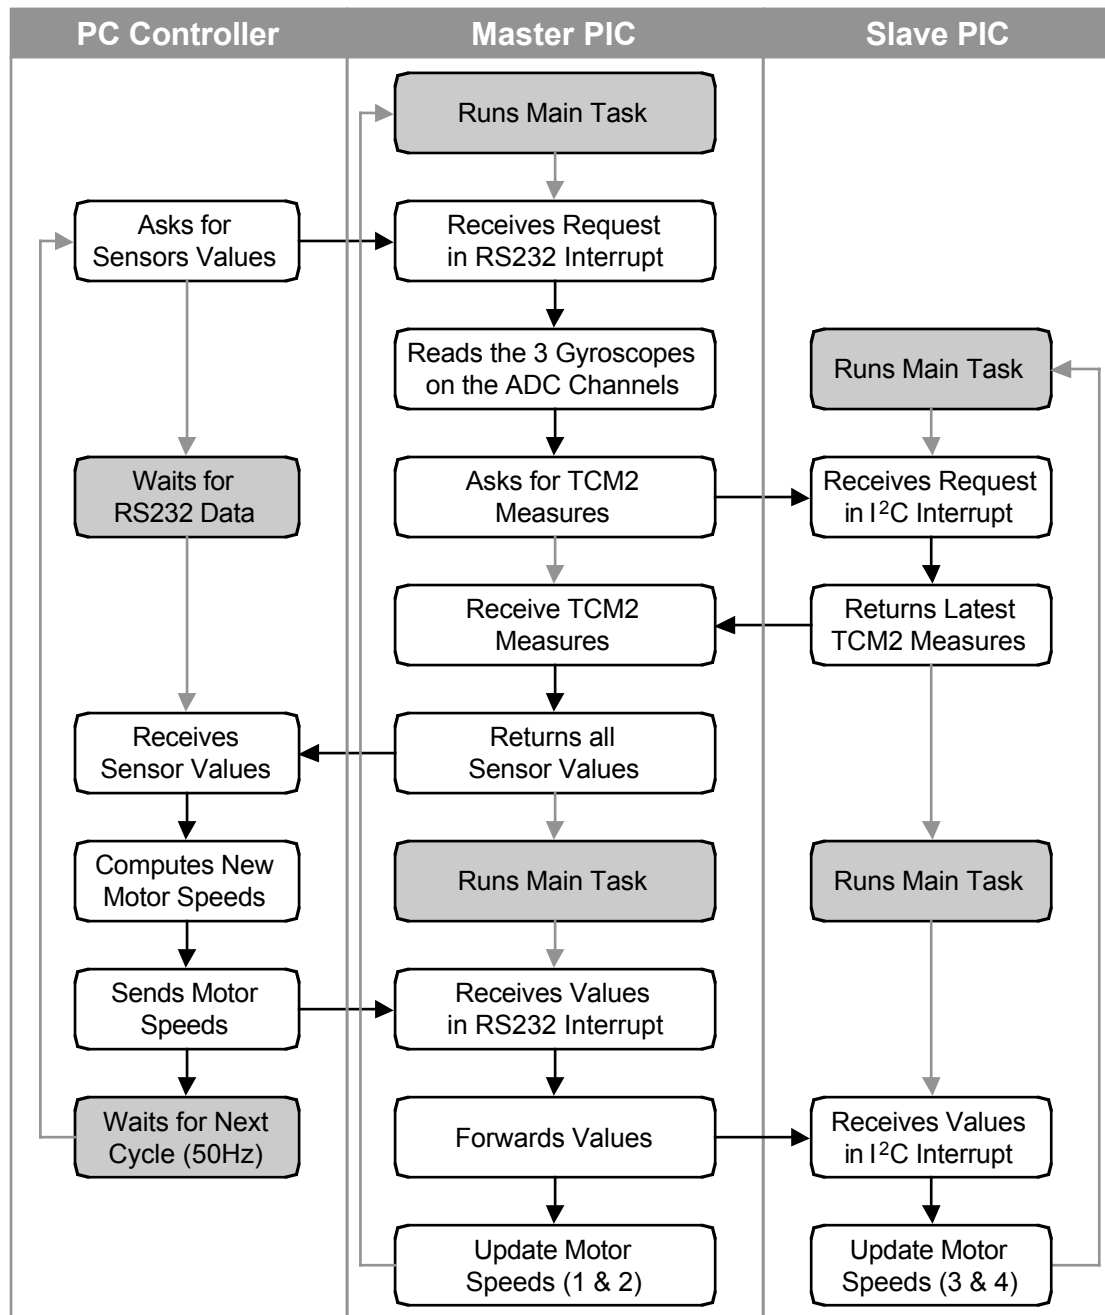 PC Controller
Master PIC
Slave PIC
Runs Main Task
Asks for
Sensors Values
Receives Request
in RS232 Interrupt
Reads the 3 Gyroscopes
on the ADC Channels
Runs Main Task
Waits for
RS232 Data
Asks for TCM2
Measures
Receives Request
in I²C Interrupt
Receive TCM2
Measures
Returns Latest
TCM2 Measures
Receives
Sensor Values
Returns all
Sensor Values
Computes New
Motor Speeds
Runs Main Task
Runs Main Task
Sends Motor
Speeds
Receives Values
in RS232 Interrupt
Waits for Next
Cycle (50Hz)
Forwards Values
Receives Values
in I²C Interrupt
Update Motor
Speeds (1 & 2)
Update Motor
Speeds (3 & 4)